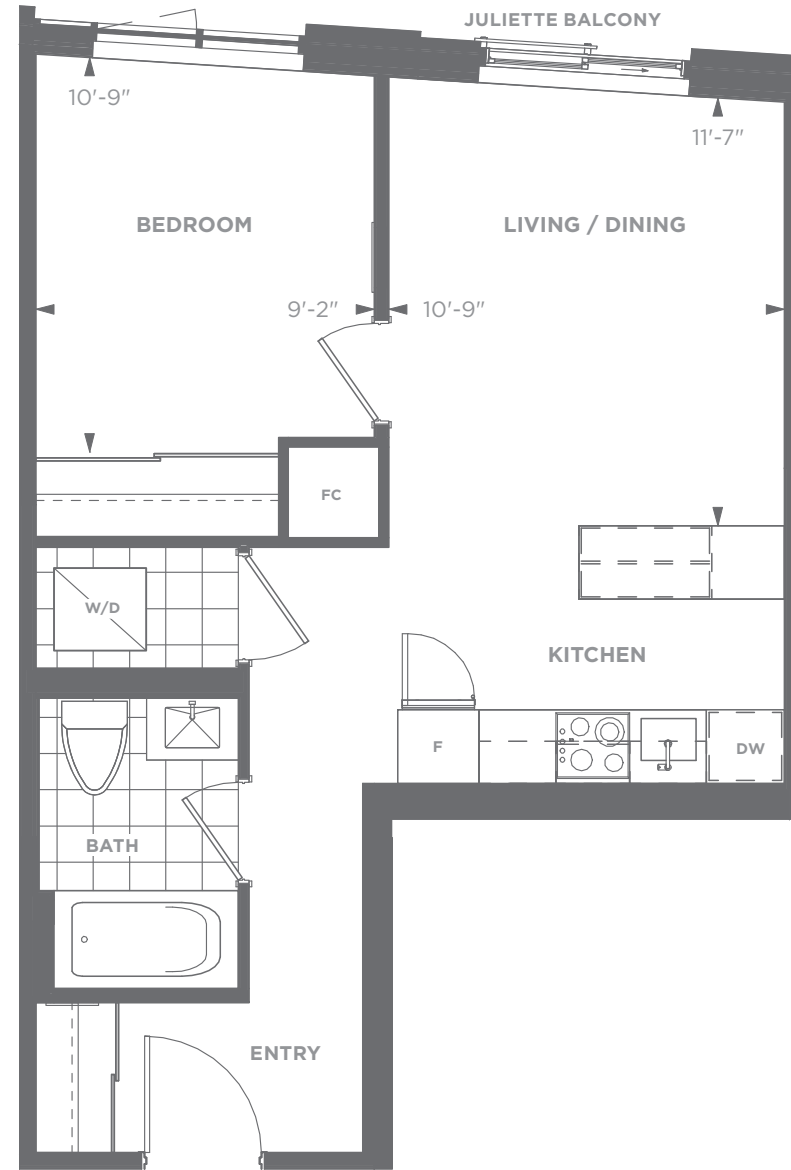 JULIETTE BALCONY
10'-9"
11'-7"
BEDROOM
LIVING / DINING
9'-2"
10'-9"
FC
W/D
KITCHEN
F
DW
BATH
ENTRY